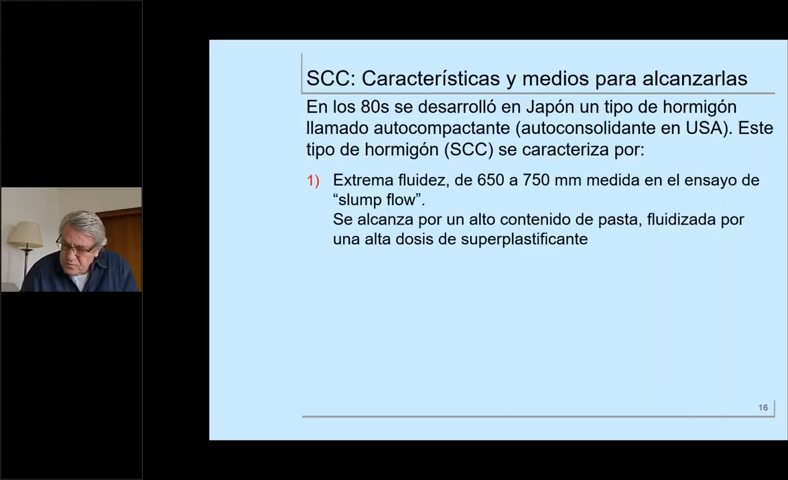 SCC: Características y medios para alcanzarlas
En los 80s se desarrolló en Japón un tipo de hormigón
llamado autocompactante (autoconsolidante en USA). Este
tipo de hormigón (SCC) se caracteriza por:
1) Extrema fluidez, de 650 a 750 mm medida en el ensayo de
“slump flow”.
Se alcanza por un alto contenido de pasta, fluidizada por
una alta dosis de superplastificante
16